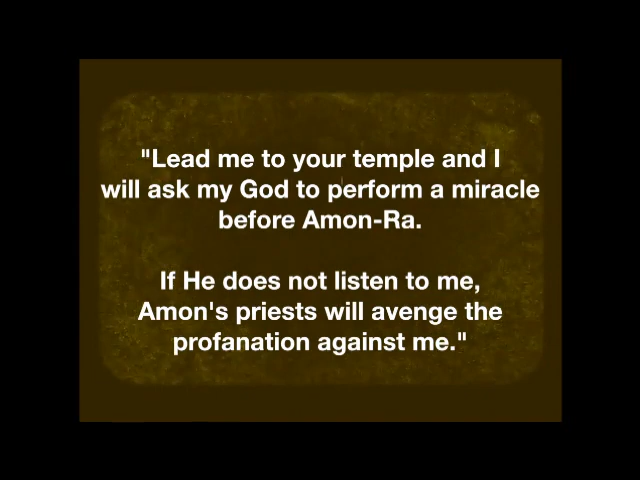 "Lead me to your temple and I
will ask my God to perform a miracle
before Amon-Ra.
If He does not listen to me,
Amon's priests will avenge the
profanation against me."